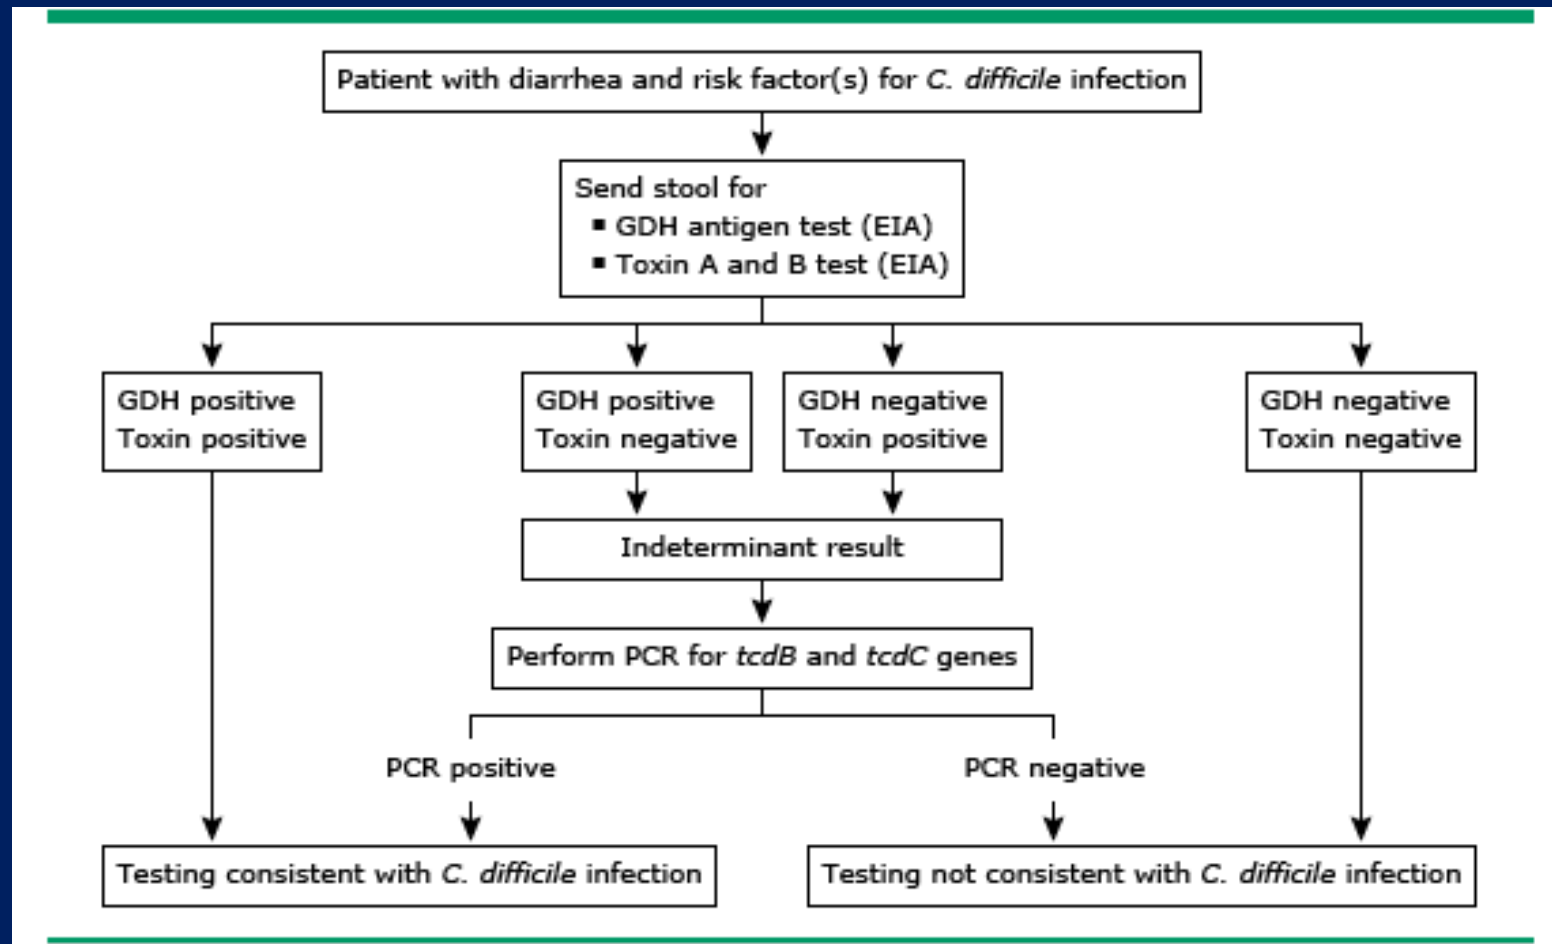 Patient with diarrhea and risk factor(s) for C. difficile infection
Send stool for
▪ GDH antigen test (EIA)
▪ Toxin A and B test (EIA)
GDH positive
Toxin positive
GDH positive
Toxin negative
GDH negative
Toxin positive
GDH negative
Toxin negative
Indeterminant result
Perform PCR for tcdB and tcdC genes
PCR positive
PCR negative
Testing consistent with C. difficile infection
Testing not consistent with C. difficile infection